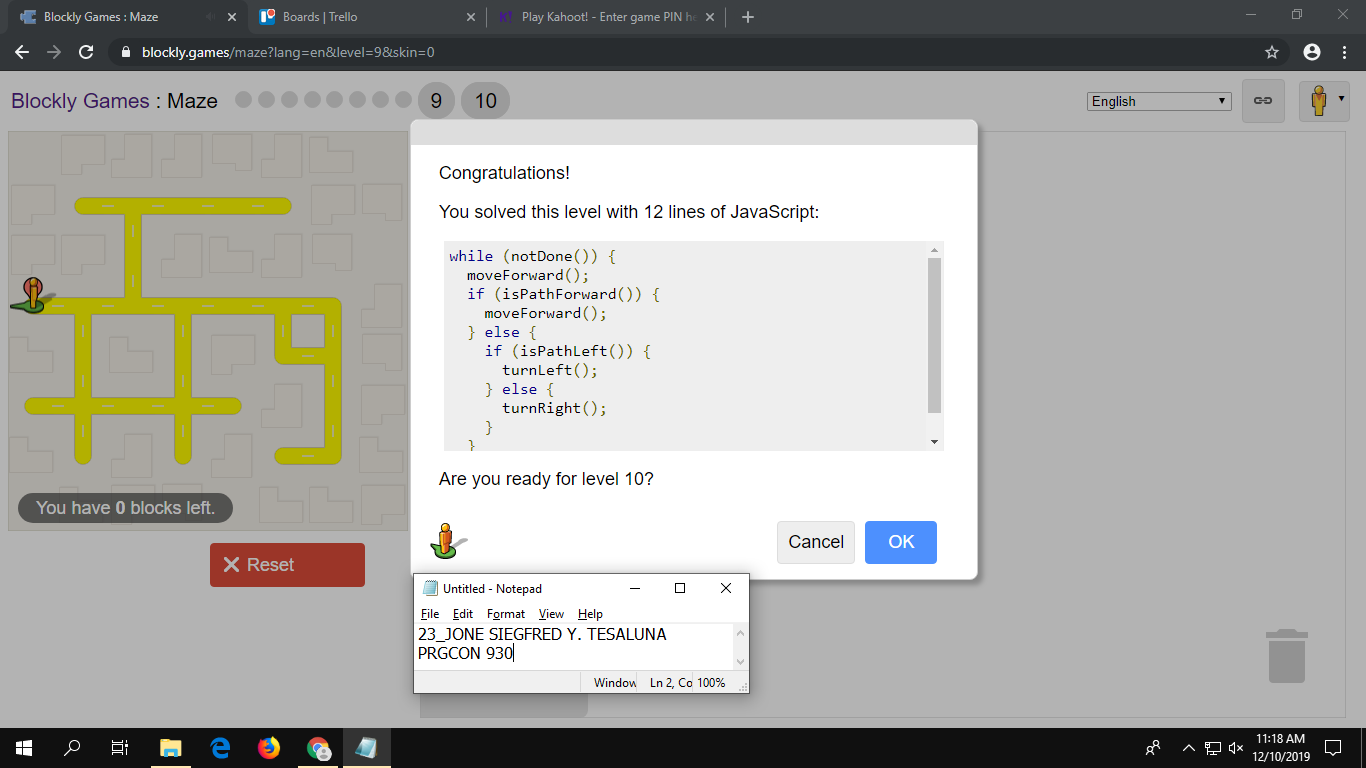 Blockly Games : Maze
Boards | Trello
Play Kahoot! - Enter game PIN he
blockly.games/maze?lang=en&level=9&skin=0
Blockly Games : Maze
9
10
English
Congratulations!
You solved this level with 12 lines of JavaScript:
while (notDone()) {
  moveForward();
  if (isPathForward()) {
    moveForward();
  } else {
    if (isPathLeft()) {
      turnLeft();
    } else {
      turnRight();
    }
  }
Are you ready for level 10?
Cancel
OK
You have 0 blocks left.
Reset
Untitled - Notepad
File Edit Format View Help
23_JONE SIEGFRED Y. TESALUNA
PRGCON 930
Window
Ln 2, Co
100%
11:18 AM
12/10/2019